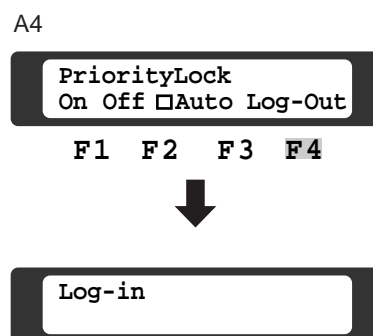 A4
PriorityLock
On Off □Auto Log-Out
F1 F2 F3 F4
Log-in